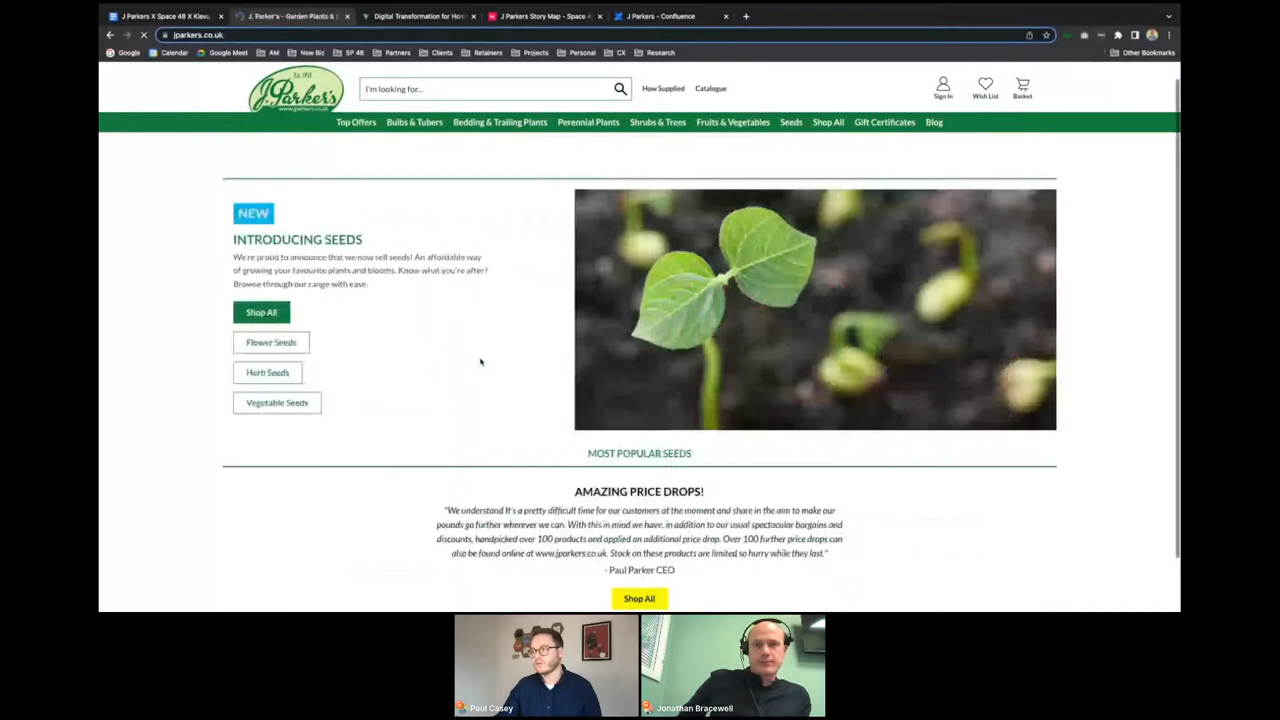 J Parkers X Space 48 X Klevu
J. Parker's - Garden Plants &
Digital Transformation for Hom
J Parkers Story Map - Space 4
J Parkers - Confluence
jparkers.co.uk
Google
Calendar
Google Meet
AM
New Biz
SP 48
Partners
Clients
Retainers
Projects
Personal
CX
Research
Other Bookmarks
J. Parker's
www.jparkers.co.uk
I'm looking for...
How Supplied
Catalogue
Sign In
Wish List
Basket
Top Offers
Bulbs & Tubers
Bedding & Trailing Plants
Perennial Plants
Shrubs & Trees
Fruits & Vegetables
Seeds
Shop All
Gift Certificates
Blog
NEW
INTRODUCING SEEDS
We're proud to announce that we now sell seeds! An affordable way
of growing your favourite plants and blooms. Know what you're after?
Browse through our range with ease.
Shop All
Flower Seeds
Herb Seeds
Vegetable Seeds
MOST POPULAR SEEDS
AMAZING PRICE DROPS!
"We understand It's a pretty difficult time for our customers at the moment and share in the aim to make our
pounds go further wherever we can. With this in mind we have, in addition to our usual spectacular bargains and
discounts, handpicked over 100 products and applied an additional price drop. Over 100 further price drops can
also be found online at www.jparkers.co.uk. Stock on these products are limited so hurry while they last."
- Paul Parker CEO
Shop All
Paul Casey
Jonathan Bracewell